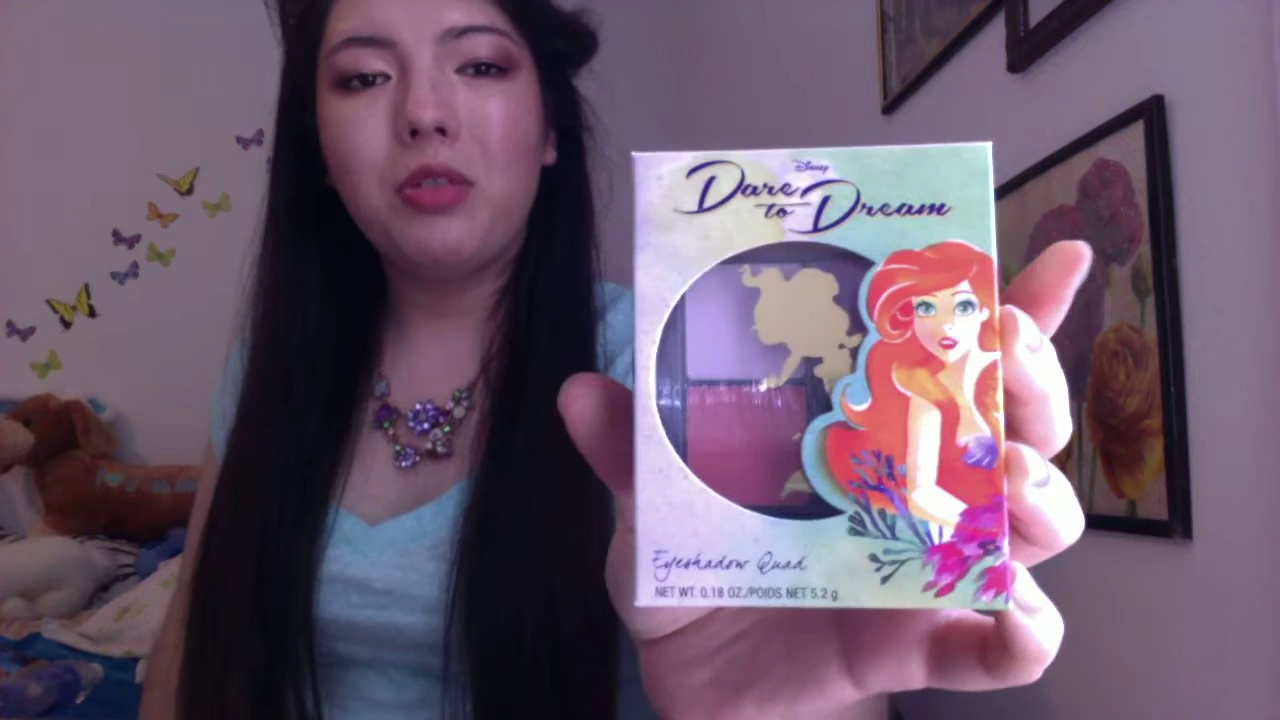 Disney
Dare
to Dream
Eyeshadow Quad
NET WT. 0.18 OZ./POIDS NET 5.2 g